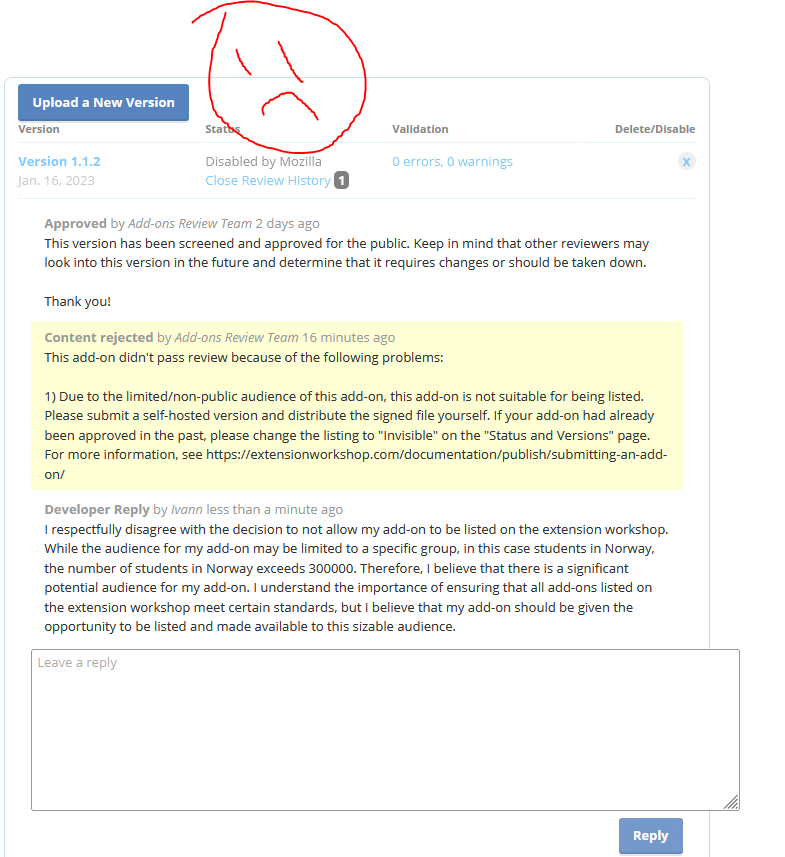 Upload a New Version
Version Status Validation Delete/Disable
Version 1.1.2 Disabled by Mozilla 0 errors, 0 warnings x
Jan. 16, 2023 Close Review History 1
Approved by Add-ons Review Team 2 days ago
This version has been screened and approved for the public. Keep in mind that other reviewers may
look into this version in the future and determine that it requires changes or should be taken down.
Thank you!
Content rejected by Add-ons Review Team 16 minutes ago
This add-on didn't pass review because of the following problems:
1) Due to the limited/non-public audience of this add-on, this add-on is not suitable for being listed.
Please submit a self-hosted version and distribute the signed file yourself. If your add-on had already
been approved in the past, please change the listing to "Invisible" on the "Status and Versions" page.
For more information, see https://extensionworkshop.com/documentation/publish/submitting-an-add-
on/
Developer Reply by Ivann less than a minute ago
I respectfully disagree with the decision to not allow my add-on to be listed on the extension workshop.
While the audience for my add-on may be limited to a specific group, in this case students in Norway,
the number of students in Norway exceeds 300000. Therefore, I believe that there is a significant
potential audience for my add-on. I understand the importance of ensuring that all add-ons listed on
the extension workshop meet certain standards, but I believe that my add-on should be given the
opportunity to be listed and made available to this sizable audience.
Leave a reply
Reply